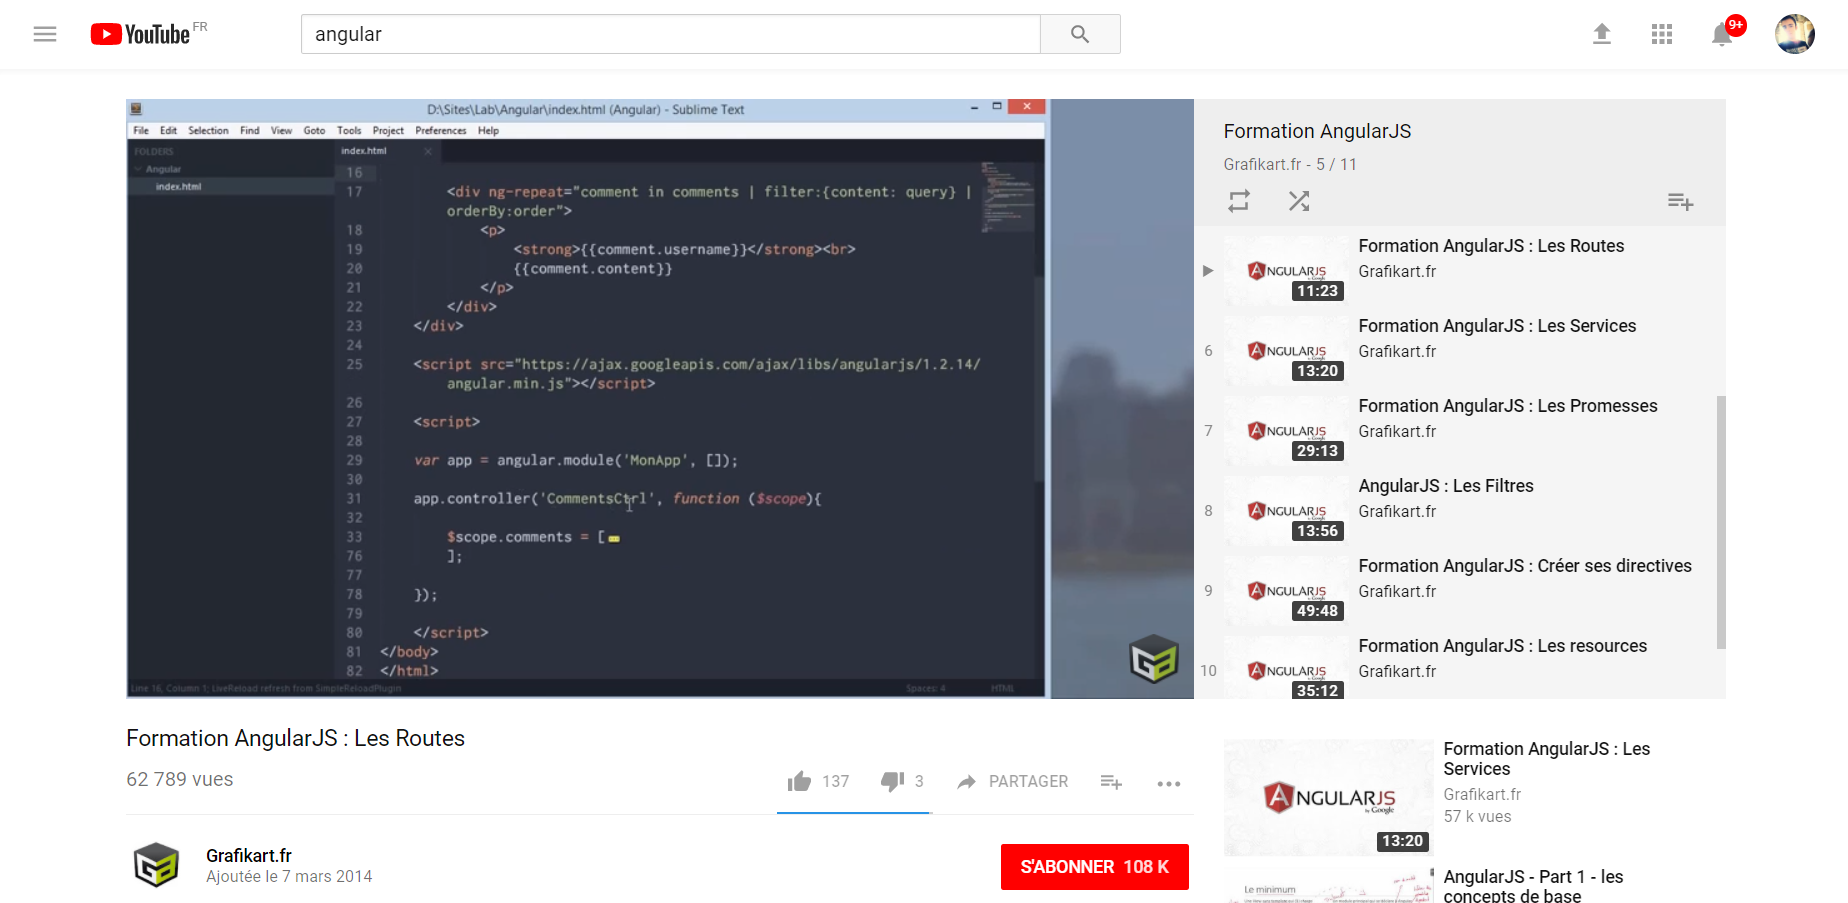 YouTube FR
angular
9+
D:\Sites\Lab\Angular\index.html (Angular) - Sublime Text
File Edit Selection Find View Goto Tools Project Preferences Help
FOLDERS
Angular
index.html
index.html
16
17 <div ng-repeat="comment in comments | filter:{content: query} |
orderBy:order">
18 <p>
19 <strong>{{comment.username}}</strong><br>
20 {{comment.content}}
21 </p>
22 </div>
23 </div>
24
25 <script src="https://ajax.googleapis.com/ajax/libs/angularjs/1.2.14/
angular.min.js"></script>
26
27 <script>
28
29 var app = angular.module('MonApp', []);
30
31 app.controller('CommentsCtrl', function ($scope){
32
33 $scope.comments = [
76 ];
77
78 });
79
80 </script>
81 </body>
82 </html>
Line 16, Column 1; LiveReload refresh from SimpleReloadPlugin Spaces: 4 HTML
Formation AngularJS : Les Routes
62 789 vues
137 3 PARTAGER
Grafikart.fr
Ajoutée le 7 mars 2014
S'ABONNER 108 K
Formation AngularJS
Grafikart.fr - 5 / 11
Formation AngularJS : Les Routes
Grafikart.fr
ANGULARJS
11:23
6
Formation AngularJS : Les Services
Grafikart.fr
ANGULARJS
13:20
7
Formation AngularJS : Les Promesses
Grafikart.fr
ANGULARJS
29:13
8
AngularJS : Les Filtres
Grafikart.fr
ANGULARJS
13:56
9
Formation AngularJS : Créer ses directives
Grafikart.fr
ANGULARJS
49:48
10
Formation AngularJS : Les resources
Grafikart.fr
ANGULARJS
35:12
ANGULARJS
by Google
13:20
Formation AngularJS : Les
Services
Grafikart.fr
57 k vues
Le minimum
AngularJS - Part 1 - les
concepts de base